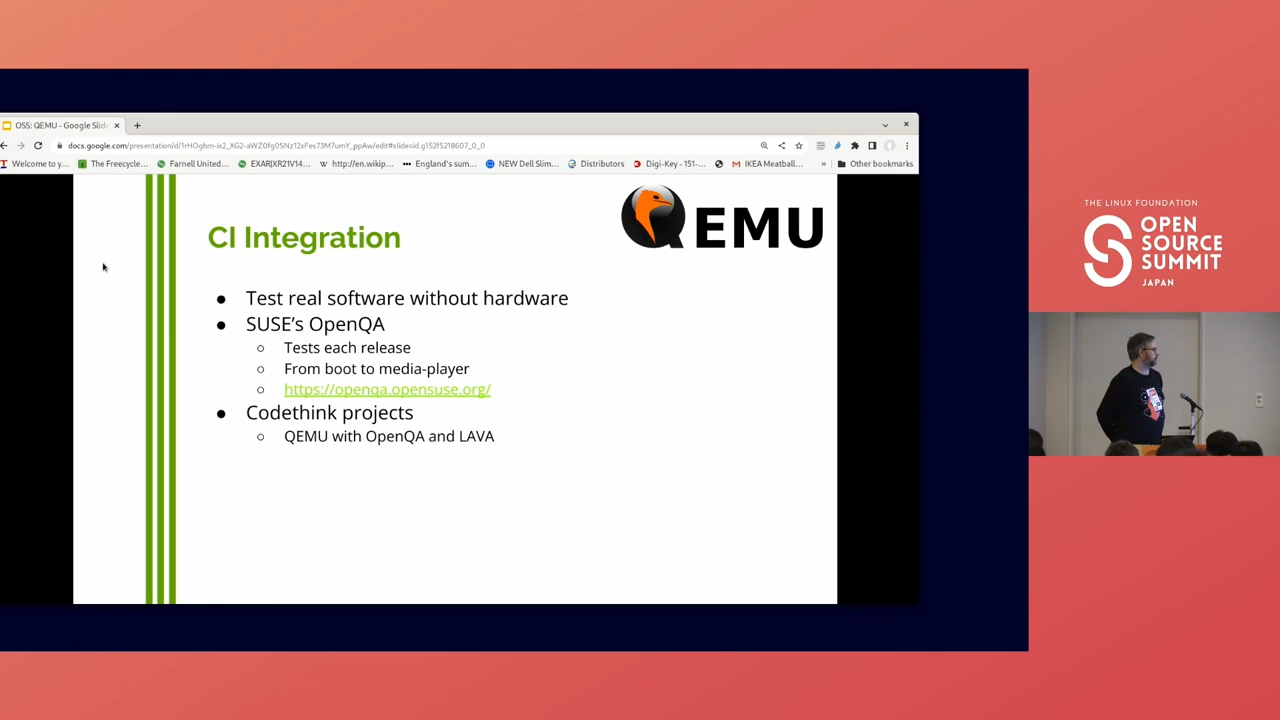 OSS: QEMU - Google Slide
docs.google.com/presentation/d/1rHOghm-ix2_XG2-aWZ0fg0SNz12xFes73M7umY_ppAw/edit#slide=id.g152f5218607_0_0
Welcome to y...
The Freecycle...
Farnell United...
EXAR|XR21V14...
http://en.wikip...
England's sum...
NEW Dell Slim...
Distributors
Digi-Key - 151-...
IKEA Meatball...
Other bookmarks
QEMU
CI Integration
Test real software without hardware
SUSE's OpenQA
Tests each release
From boot to media-player
https://openqa.opensuse.org/
Codethink projects
QEMU with OpenQA and LAVA
THE LINUX FOUNDATION
OPEN
SOURCE
SUMMIT
JAPAN